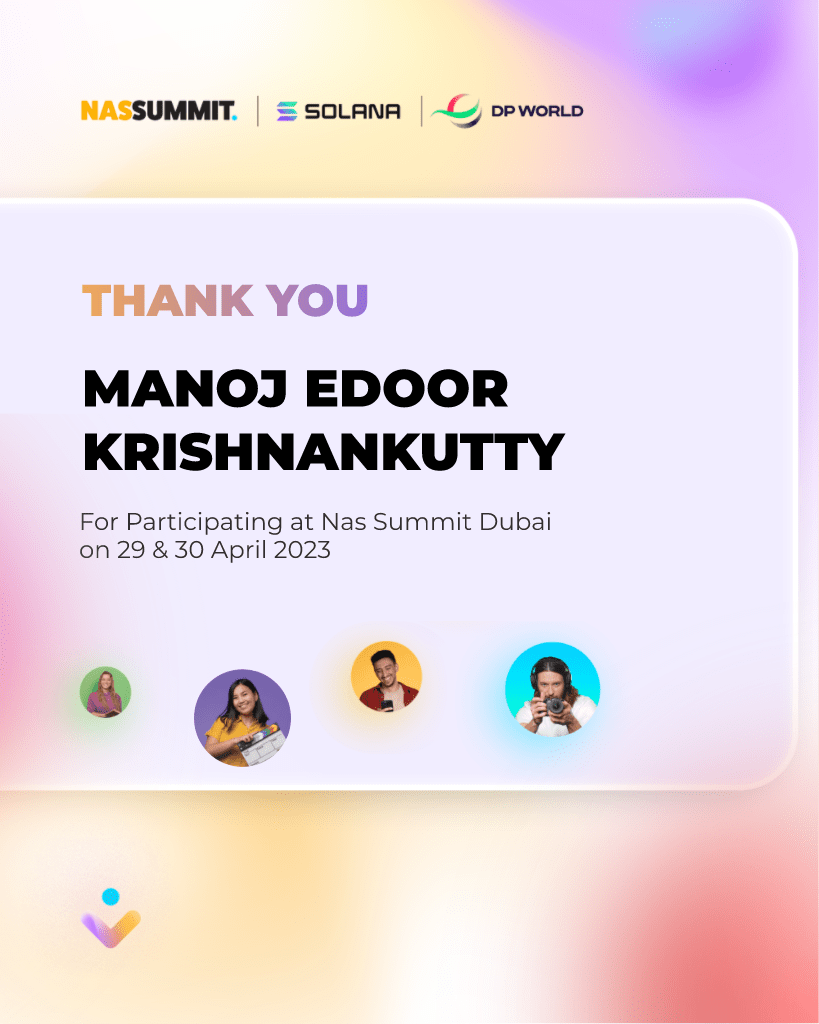 NASSUMMIT. SOLANA DP WORLD
THANK YOU
MANOJ EDOOR
KRISHNANKUTTY
For Participating at Nas Summit Dubai
on 29 & 30 April 2023